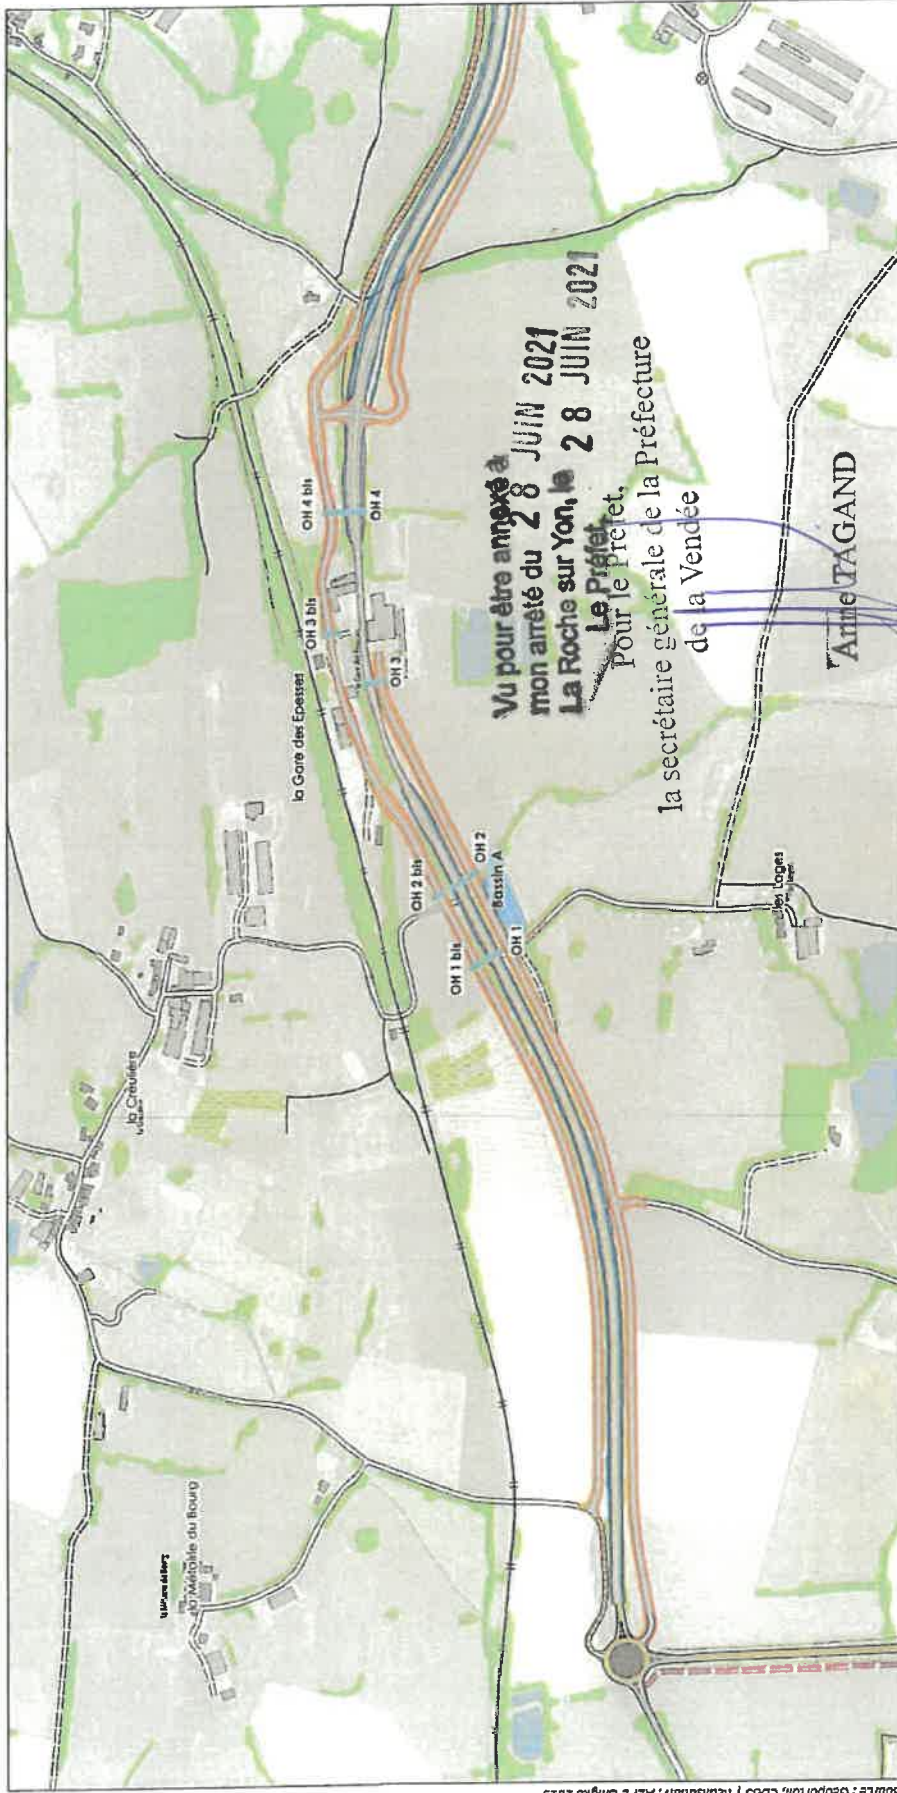 la Gare des Epesses
OH 4 bis
OH 4
OH 3 bis
OH 3
OH 2 bis
OH 2
Bassin A
OH 1 bis
OH 1
la Créulière
les Loges
la Métairie du Bourg
Vu pour être annexé à
mon arrêté du 28 JUIN 2021
La Roche sur Yon, le 28 JUIN 2021
Le Préfet,
Pour le Préfet,
la secrétaire générale de la Préfecture
de la Vendée
Anne TAGAND